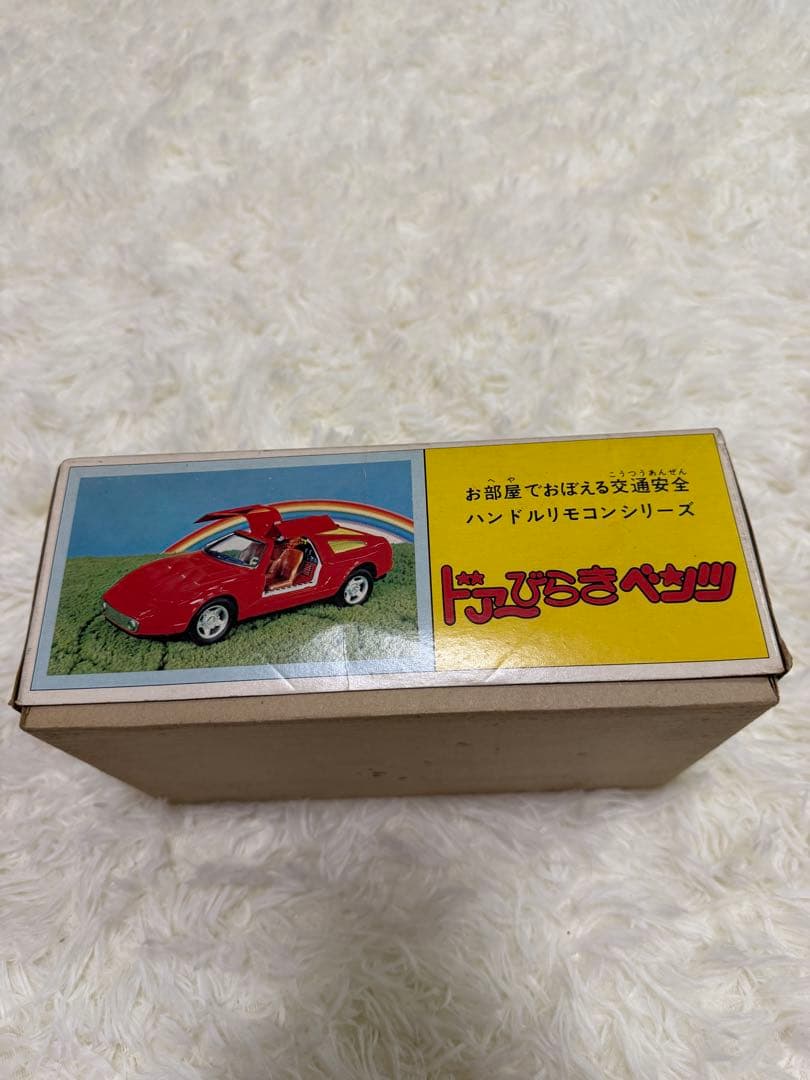 お部屋でおぼえる交通安全
ハンドルリモコンシリーズ
ドアーびらきベンツ